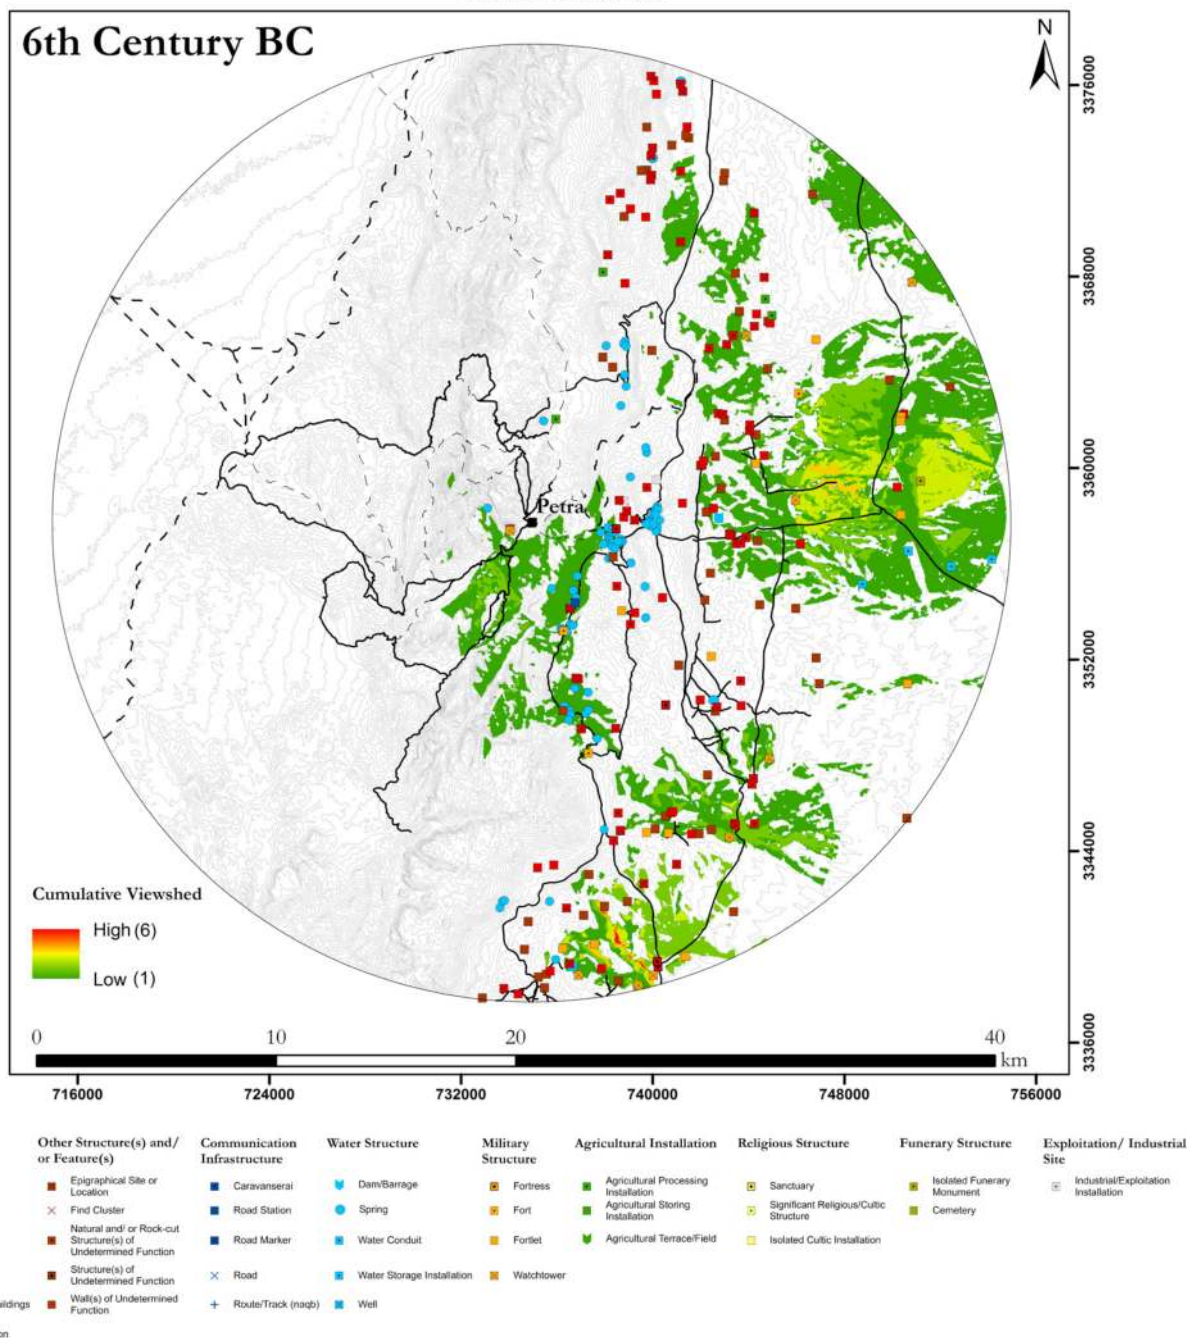 6th Century BC
N
3376000
3368000
3360000
3352000
3344000
3336000
Petra
Cumulative Viewshed
High (6)
Low (1)
0
10
20
40
km
716000
724000
732000
740000
748000
756000
Other Structure(s) and/
or Feature(s)
Epigraphical Site or
Location
Find Cluster
Natural and/ or Rock-cut
Structure(s) of
Undetermined Function
Structure(s) of
Undetermined Function
Wall(s) of Undetermined
Function
Communication
Infrastructure
Caravanserai
Road Station
Road Marker
Road
Route/Track (naqb)
Water Structure
Dam/Barrage
Spring
Water Conduit
Water Storage Installation
Well
Military
Structure
Fortress
Fort
Fortlet
Watchtower
Agricultural Installation
Agricultural Processing
Installation
Agricultural Storing
Installation
Agricultural Terrace/Field
Religious Structure
Sanctuary
Significant Religious/Cultic
Structure
Isolated Cultic Installation
Funerary Structure
Isolated Funerary
Monument
Cemetery
Exploitation/ Industrial
Site
Industrial/Exploitation
Installation